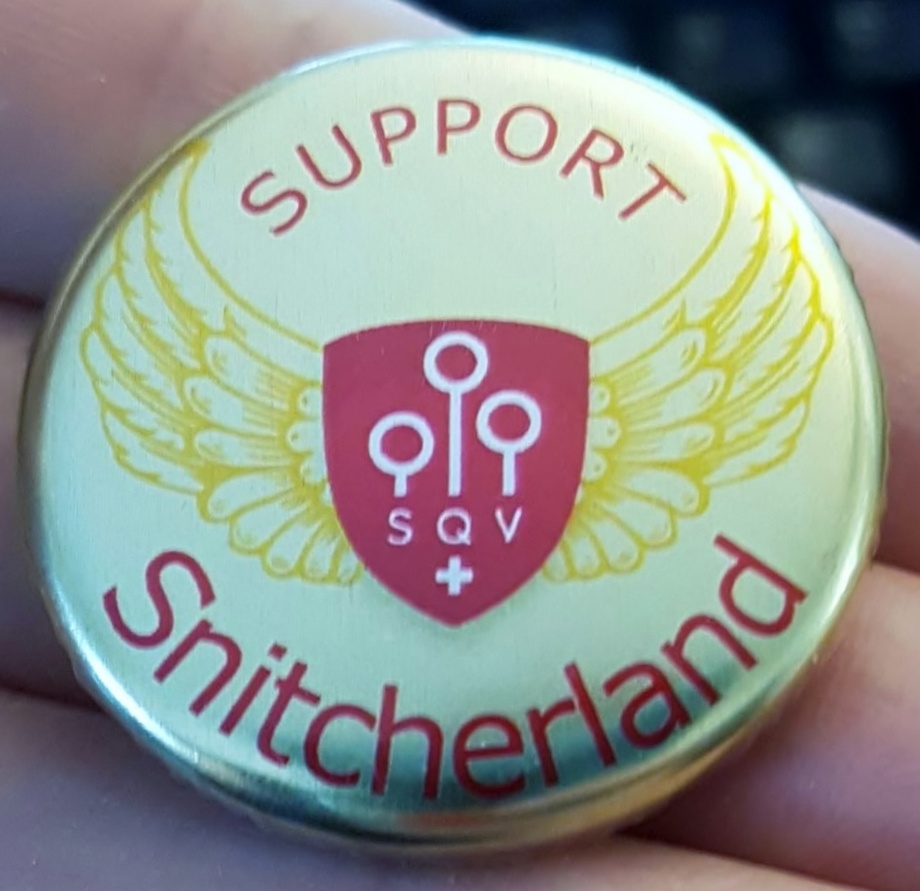 SUPPORT
SQV
Snitcherland